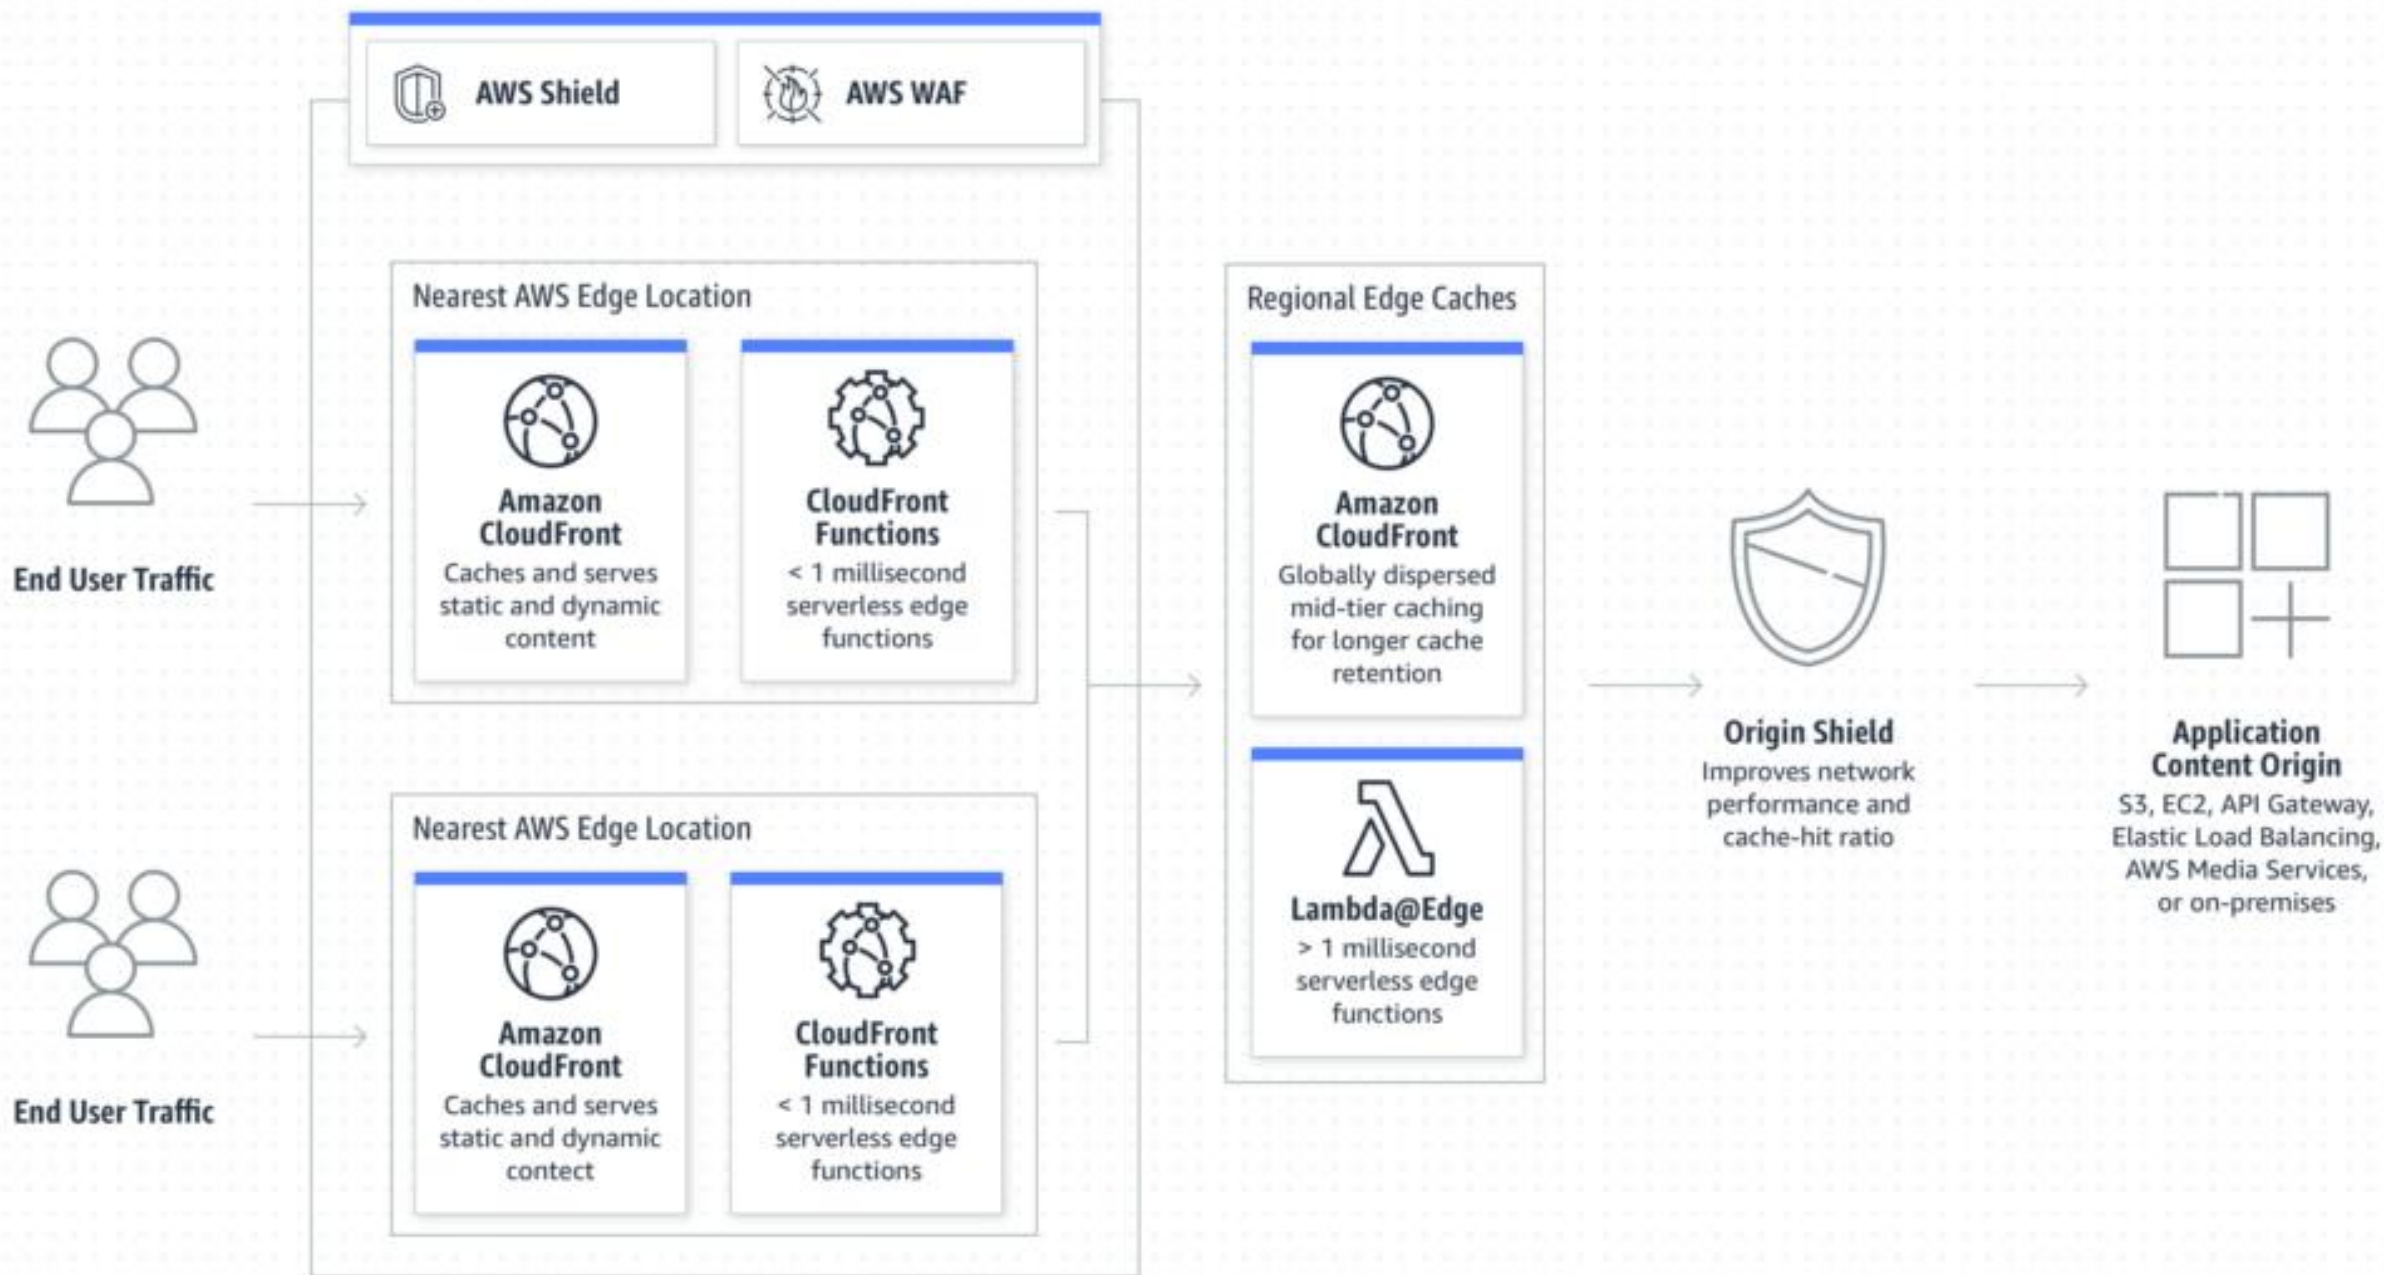 AWS Shield
AWS WAF
Nearest AWS Edge Location
Amazon
CloudFront
Caches and serves
static and dynamic
content
CloudFront
Functions
< 1 millisecond
serverless edge
functions
End User Traffic
Nearest AWS Edge Location
Amazon
CloudFront
Caches and serves
static and dynamic
contect
CloudFront
Functions
< 1 millisecond
serverless edge
functions
End User Traffic
Regional Edge Caches
Amazon
CloudFront
Globally dispersed
mid-tier caching
for longer cache
retention
Lambda@Edge
> 1 millisecond
serverless edge
functions
Origin Shield
Improves network
performance and
cache-hit ratio
Application
Content Origin
S3, EC2, API Gateway,
Elastic Load Balancing,
AWS Media Services,
or on-premises